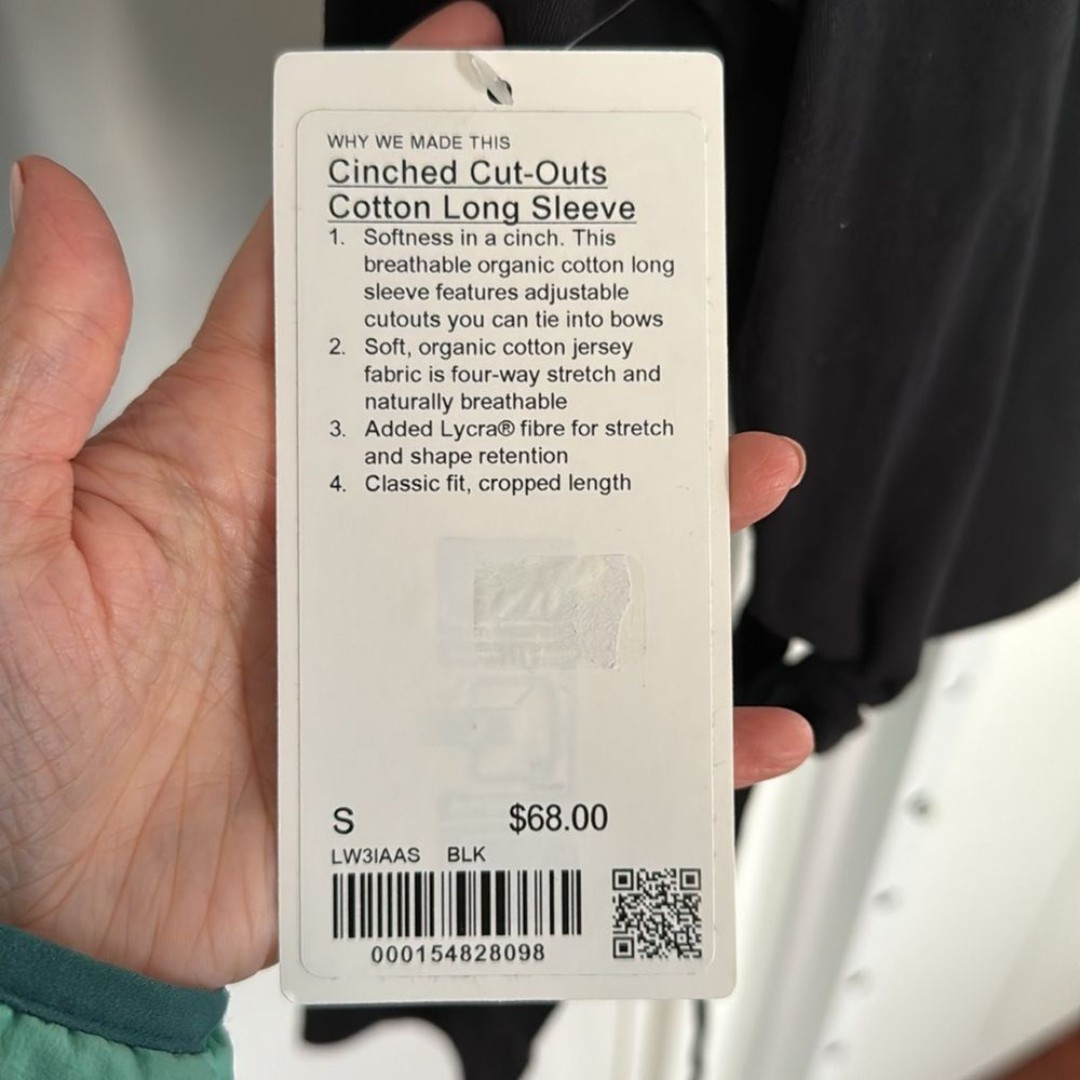 WHY WE MADE THIS
Cinched Cut-Outs
Cotton Long Sleeve
1. Softness in a cinch. This
breathable organic cotton long
sleeve features adjustable
cutouts you can tie into bows
2. Soft, organic cotton jersey
fabric is four-way stretch and
naturally breathable
3. Added Lycra® fibre for stretch
and shape retention
4. Classic fit, cropped length
S $68.00
LW3IAAS BLK
000154828098